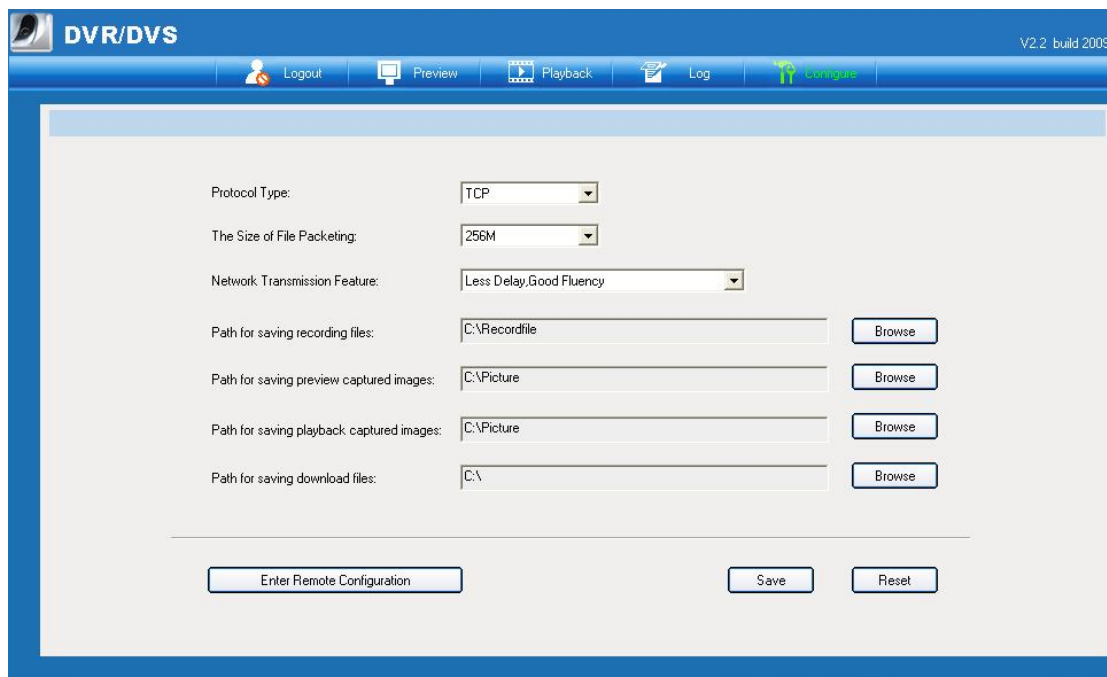 DVR/DVS
V2.2 build 2009
Logout Preview Playback Log Configure
Protocol Type: TCP
The Size of File Packeting: 256M
Network Transmission Feature: Less Delay,Good Fluency
Path for saving recording files: C:\Recordfile Browse
Path for saving preview captured images: C:\Picture Browse
Path for saving playback captured images: C:\Picture Browse
Path for saving download files: C:\ Browse
Enter Remote Configuration Save Reset